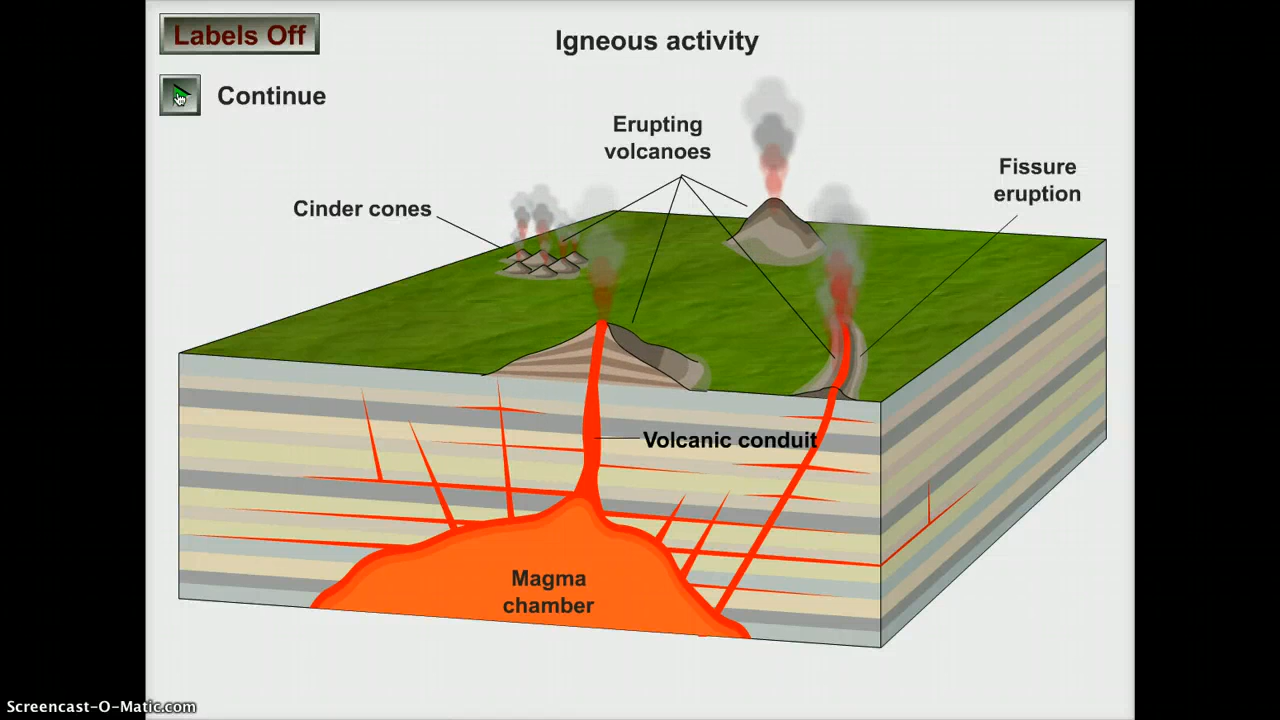 Labels Off
Igneous activity
Continue
Erupting
volcanoes
Fissure
eruption
Cinder cones
Volcanic conduit
Magma
chamber
Screencast-O-Matic.com